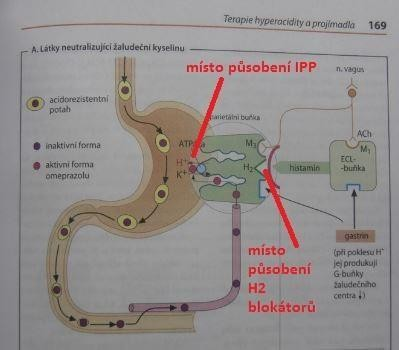 Terapie hyperacidity a projímadla 169
A. Látky neutralizující žaludeční kyselinu
místo působení IPP
n. vagus
acidorezistentní
potah
parietální buňka
ATPáza
M₃
ACh
M₁
inaktivní forma
H⁺
K⁺
H₂
histamin
ECL-
buňka
aktivní forma
omeprazolu
místo
působení
H2
blokátorů
gastrin
(při poklesu H⁺
jej produkují
G-buňky
žaludečního
centra ↓)